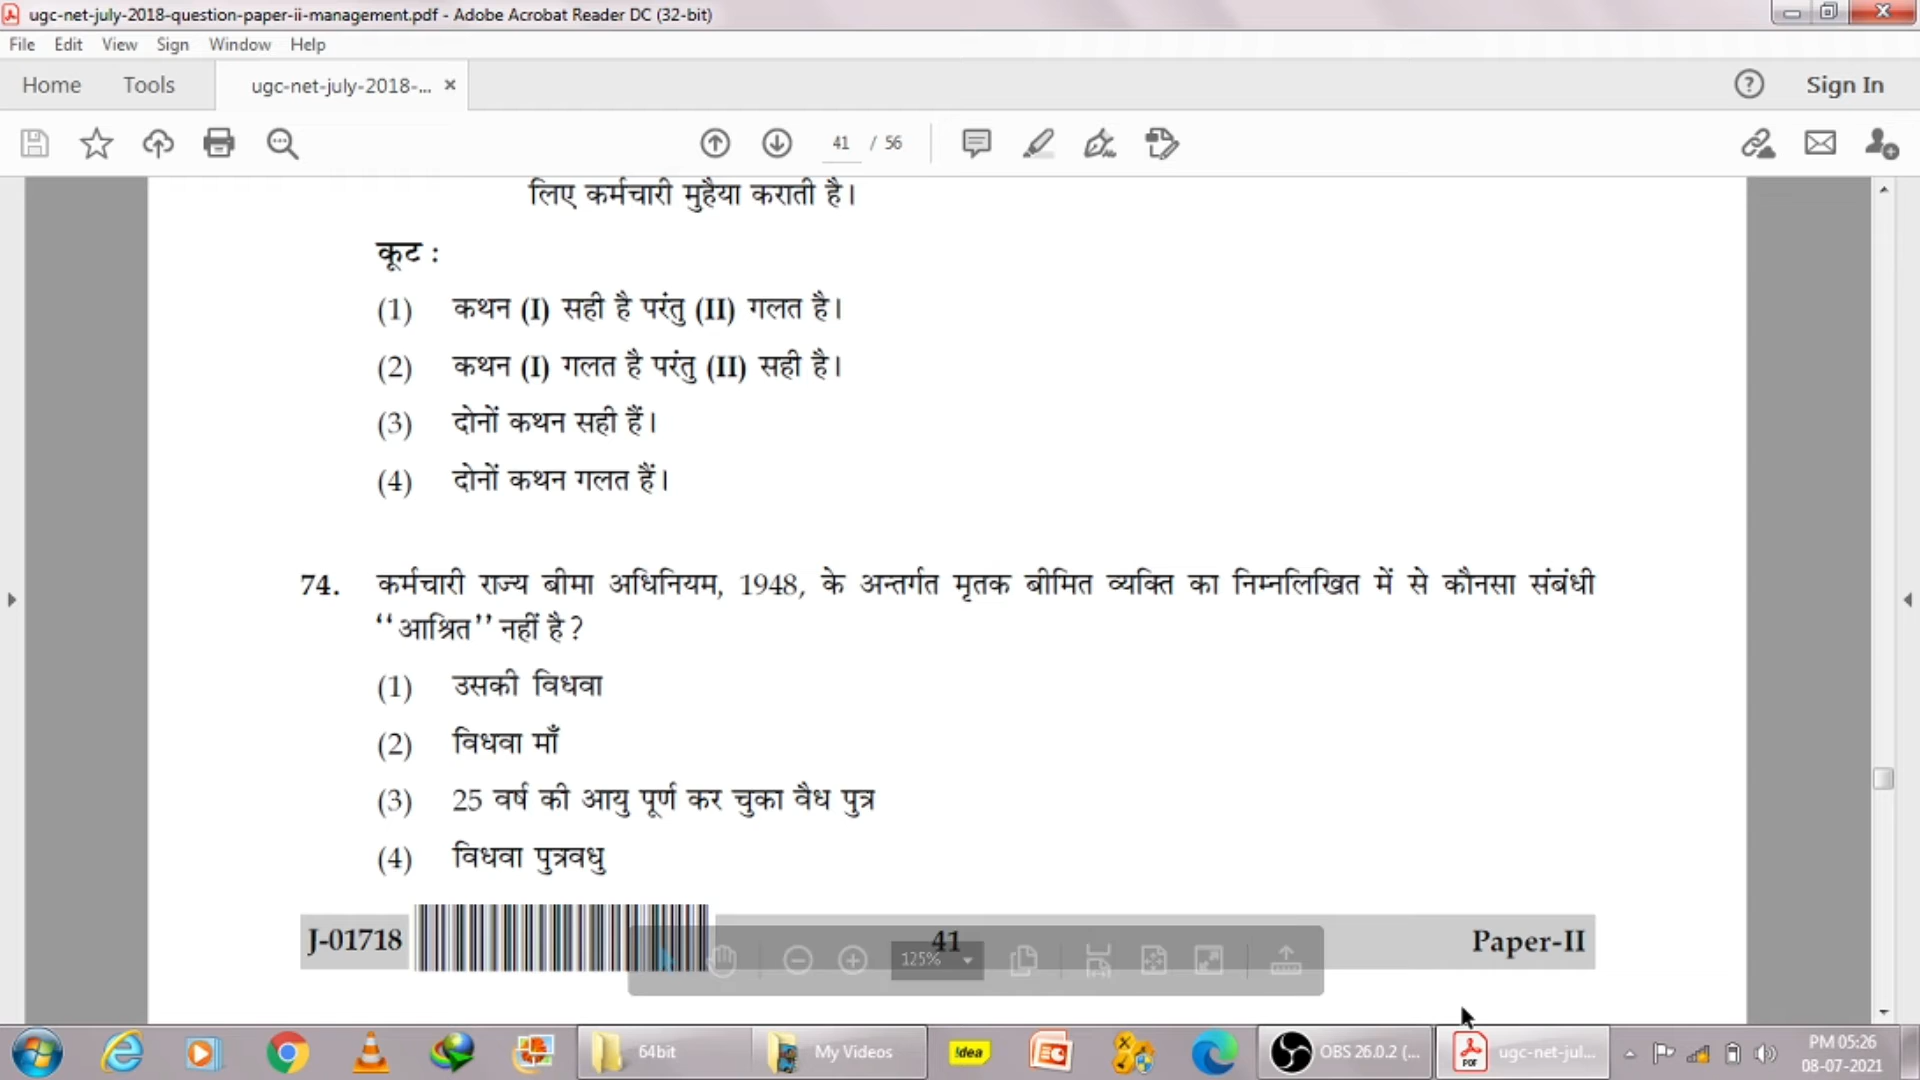 ugc-net-july-2018-question-paper-ii-management.pdf - Adobe Acrobat Reader DC (32-bit)
File Edit View Sign Window Help
Home Tools ugc-net-july-2018-... × Sign In
41 / 56
लिए कर्मचारी मुहैया कराती है।
कूट :
(1) कथन (I) सही है परंतु (II) गलत है।
(2) कथन (I) गलत है परंतु (II) सही है।
(3) दोनों कथन सही हैं।
(4) दोनों कथन गलत हैं।
74. कर्मचारी राज्य बीमा अधिनियम, 1948, के अन्तर्गत मृतक बीमित व्यक्ति का निम्नलिखित में से कौनसा संबंधी
‘‘आश्रित’’ नहीं है?
(1) उसकी विधवा
(2) विधवा माँ
(3) 25 वर्ष की आयु पूर्ण कर चुका वैध पुत्र
(4) विधवा पुत्रवधु
J-01718 41 Paper-II
125%
64bit My Videos !dea OBS 26.0.2 (... PDF ugc-net-jul... PM 05:26
08-07-2021